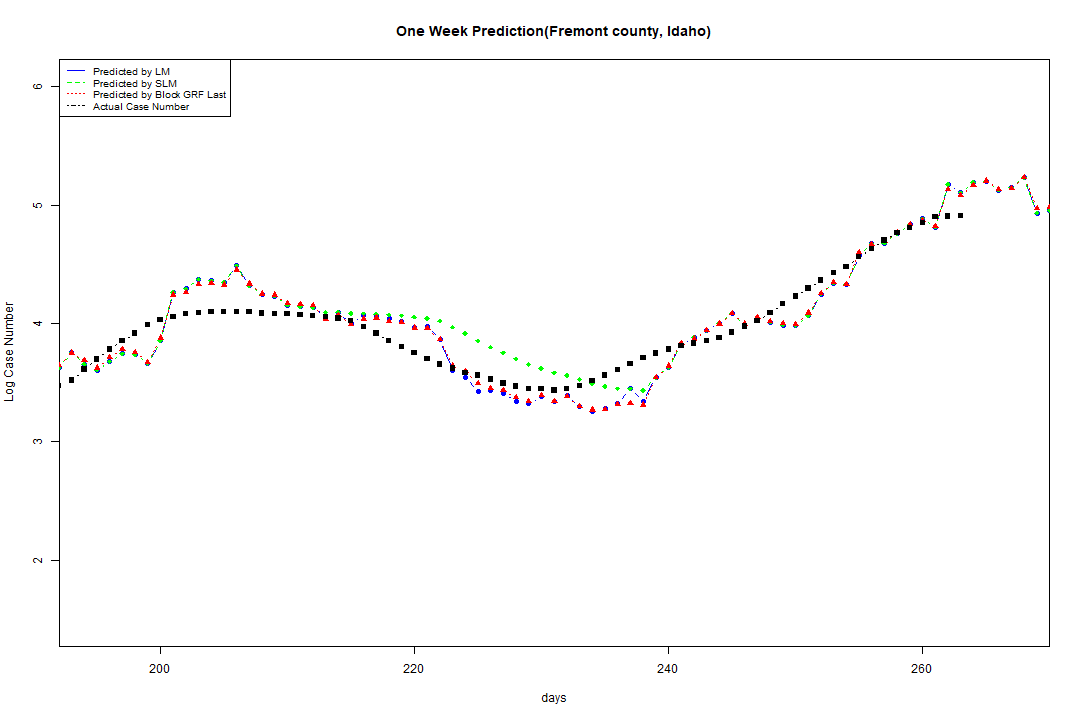 One Week Prediction(Fremont county, Idaho)
Predicted by LM
Predicted by SLM
Predicted by Block GRF Last
Actual Case Number
6
5
4
3
2
Log Case Number
200 220 240 260
days